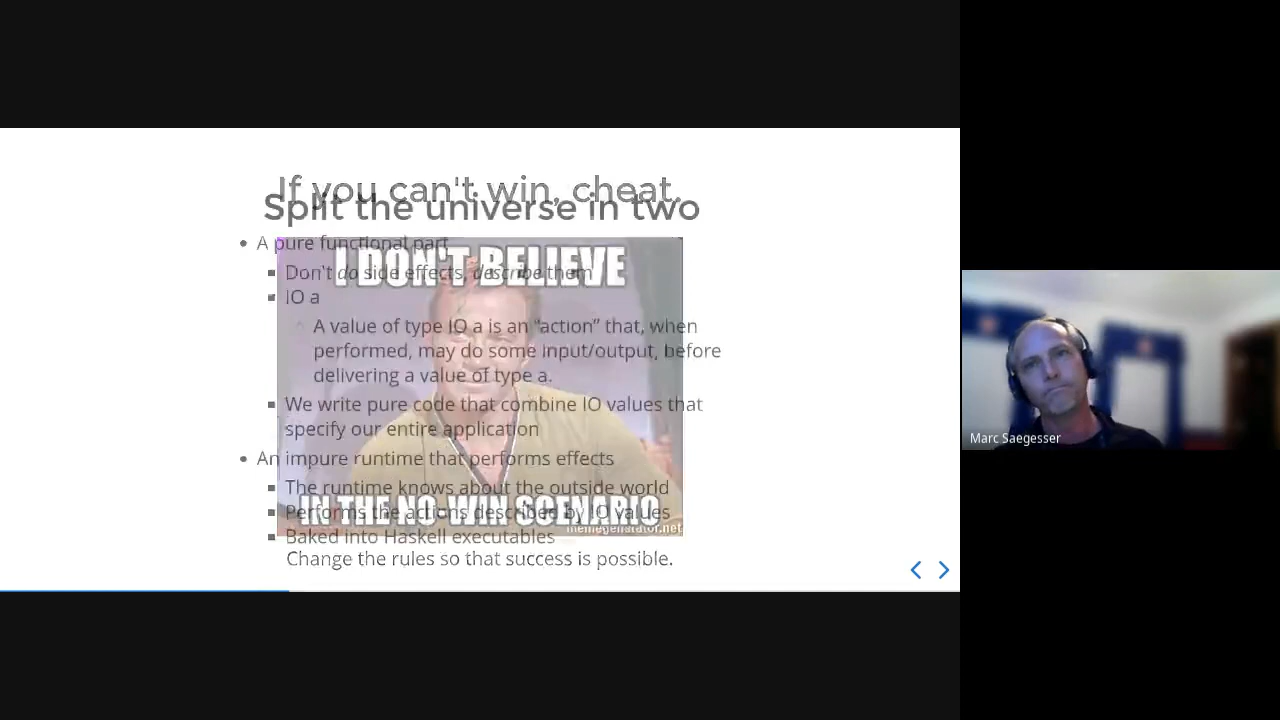 If you can't win, cheat.
Split the universe in two
A pure functional part
I DON'T BELIEVE
Don't do side effects, describe them
IO a
A value of type IO a is an “action” that, when
performed, may do some input/output, before
delivering a value of type a.
We write pure code that combine IO values that
specify our entire application
An impure runtime that performs effects
The runtime knows about the outside world
IN THE NO-WIN SCENARIO
Performs the actions described by IO values
memegenerator.net
Baked into Haskell executables
Change the rules so that success is possible.
Marc Saegesser